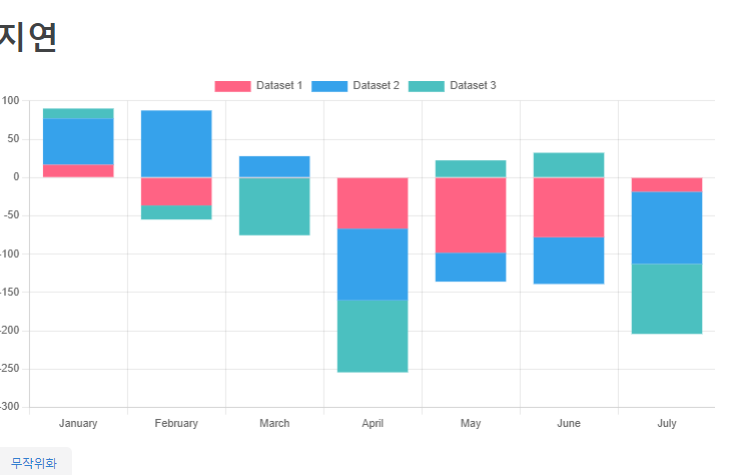 지연
Dataset 1 Dataset 2 Dataset 3
100
50
0
-50
-100
-150
-200
-250
-300
January February March April May June July
무작위화